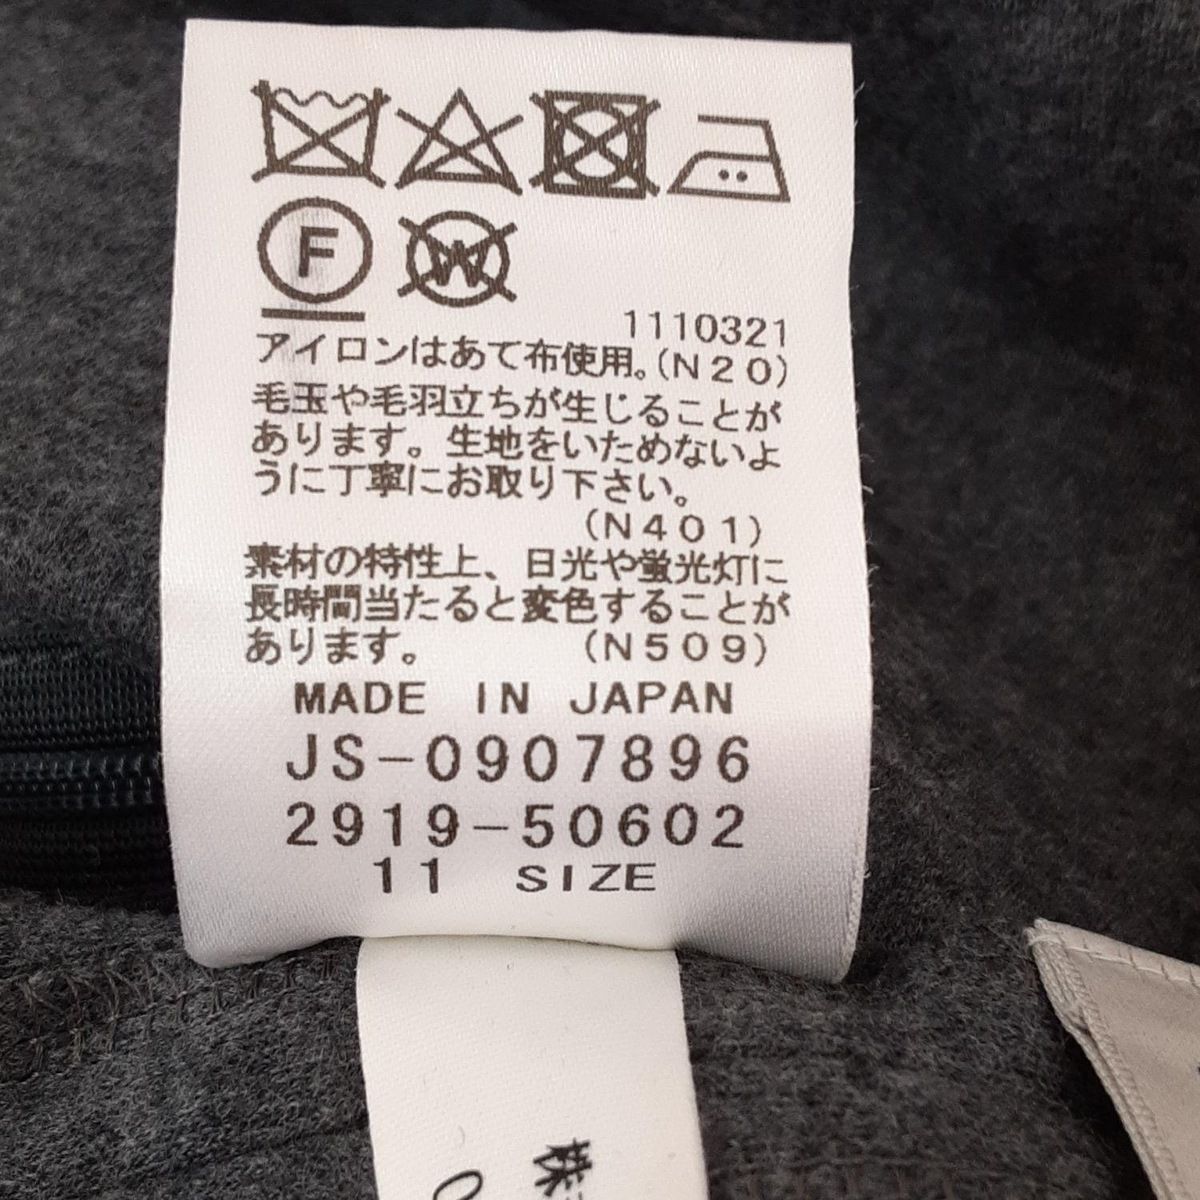 F
W
1110321
アイロンはあて布使用。(N20)
毛玉や毛羽立ちが生じることが
あります。生地をいためないよ
うに丁寧にお取り下さい。
(N401)
素材の特性上、日光や蛍光灯に
長時間当たると変色することが
あります。 (N509)
MADE IN JAPAN
JS-0907896
2919-50602
11 SIZE
株